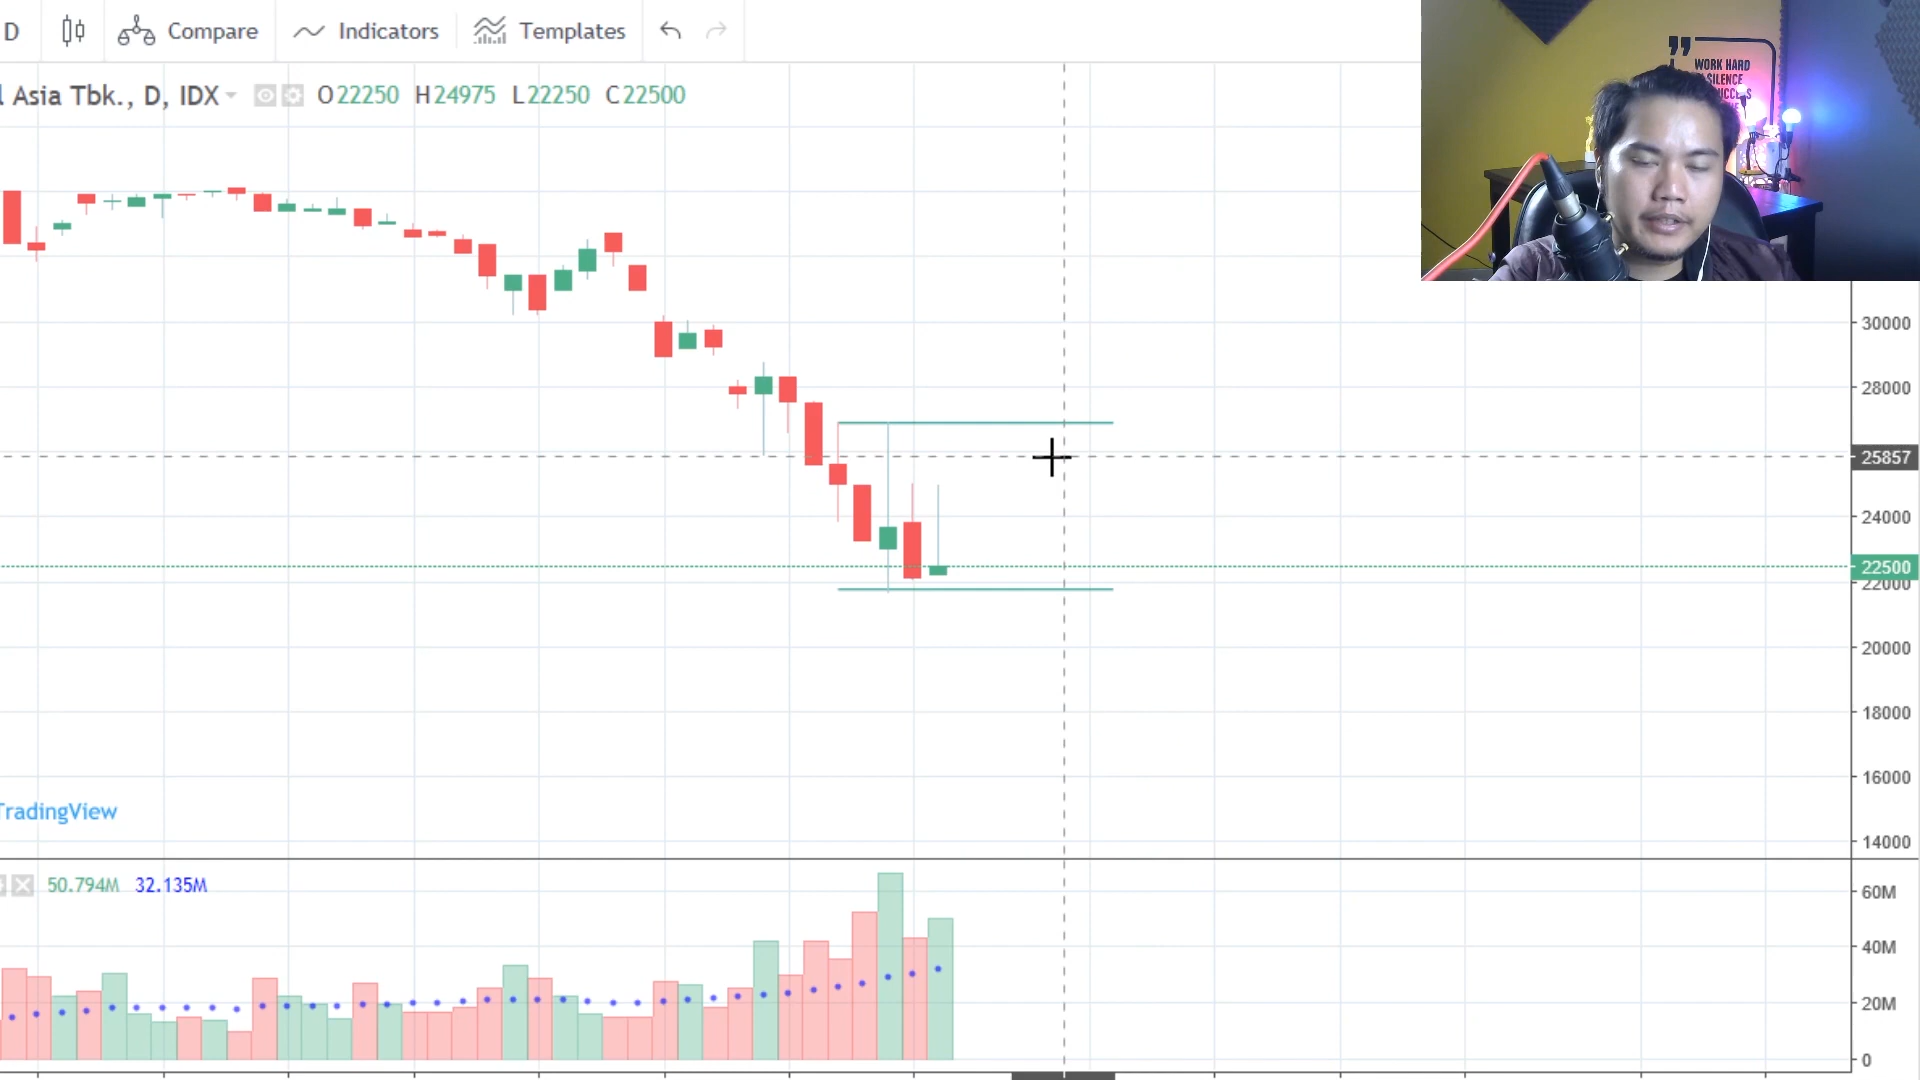 D Compare Indicators Templates
l Asia Tbk., D, IDX O22250 H24975 L22250 C22500
WORK HARD
SILENCE
30000
28000
25857
24000
22500
22000
20000
18000
16000
14000
TradingView
50.794M 32.135M
60M
40M
20M
0